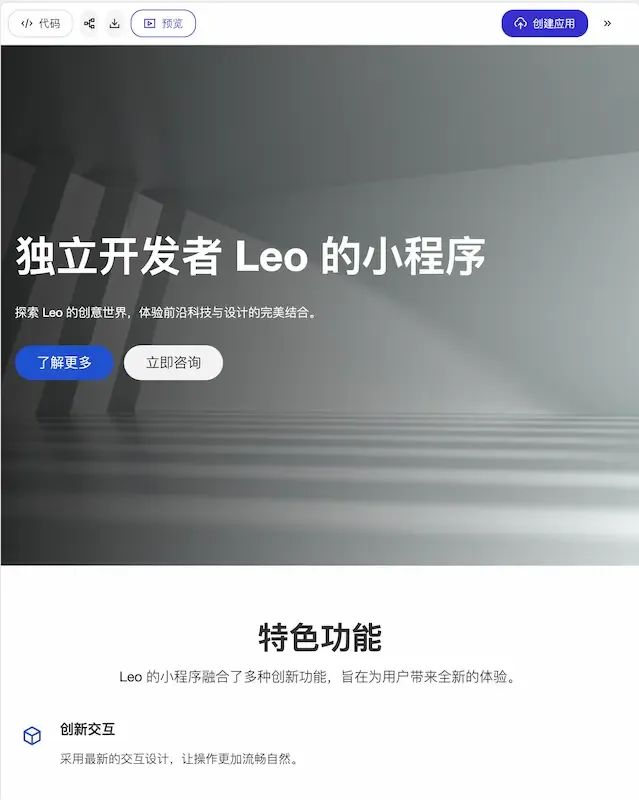 代码
预览
创建应用
独立开发者 Leo 的小程序
探索 Leo 的创意世界，体验前沿科技与设计的完美结合。
了解更多
立即咨询
特色功能
Leo 的小程序融合了多种创新功能，旨在为用户带来全新的体验。
创新交互
采用最新的交互设计，让操作更加流畅自然。